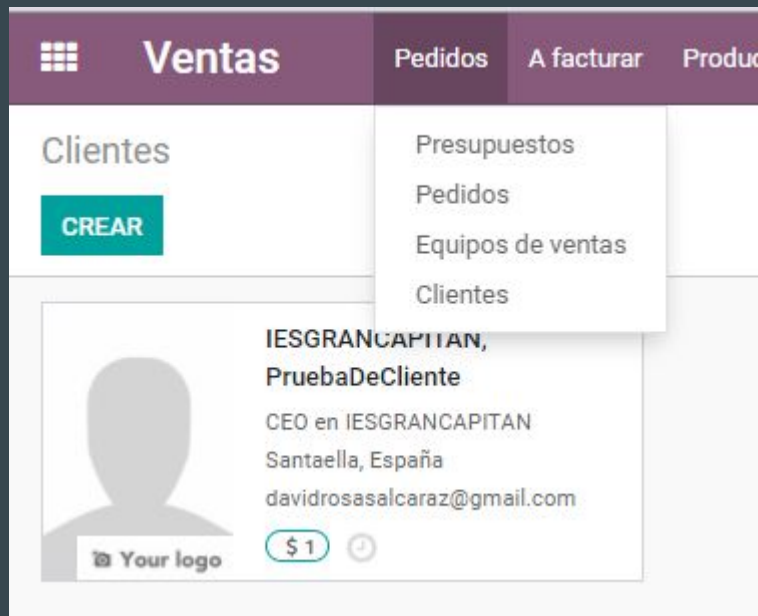 Ventas
Pedidos
A facturar
Produc
Clientes
CREAR
Presupuestos
Pedidos
Equipos de ventas
Clientes
IESGRANCAPITAN,
PruebaDeCliente
CEO en IESGRANCAPITAN
Santaella, España
davidrosasalcaraz@gmail.com
$ 1
Your logo